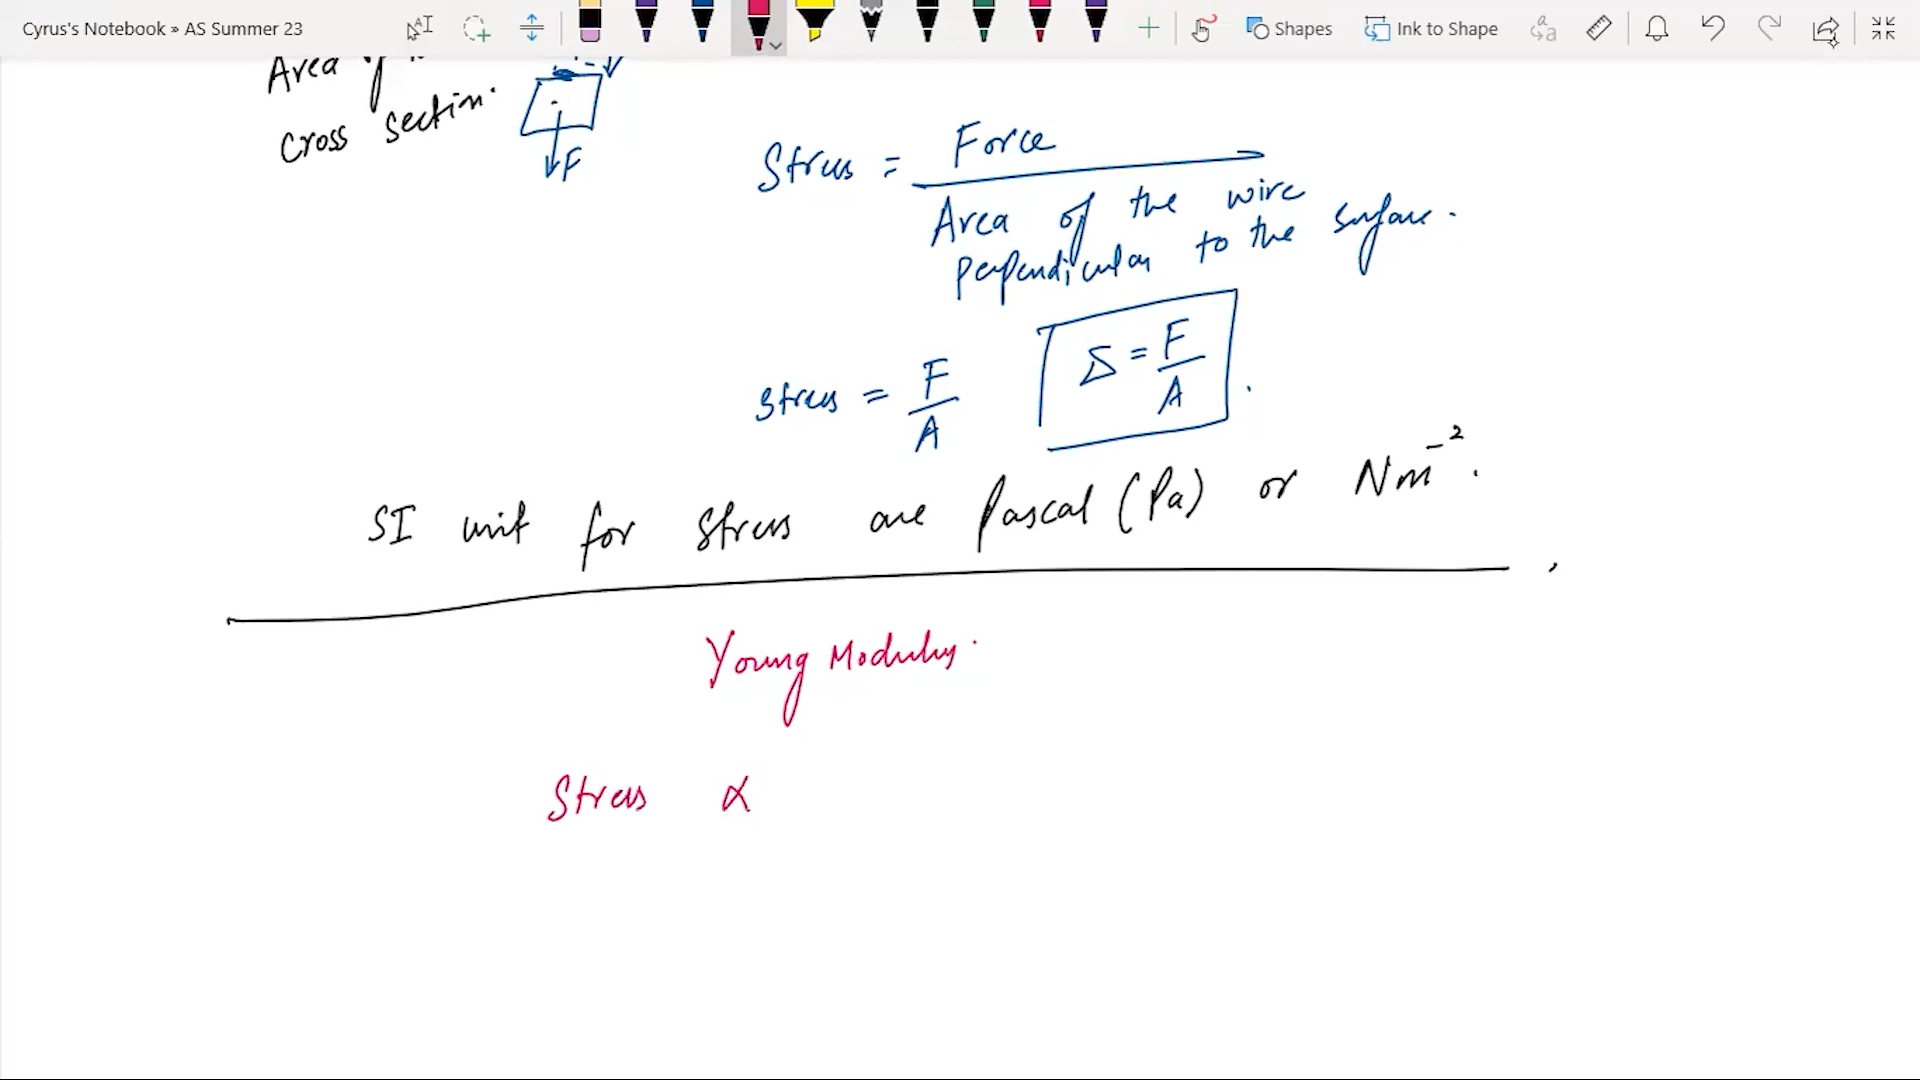 Cyrus's Notebook » AS Summer 23
Shapes
Ink to Shape
Area
cross section.
F
Stress = Force
Area of the wire
perpendicular to the surface.
stress = F
A
S = F
A
SI unit for stress are Pascal (Pa) or Nm⁻².
Young Modulus.
Stress α